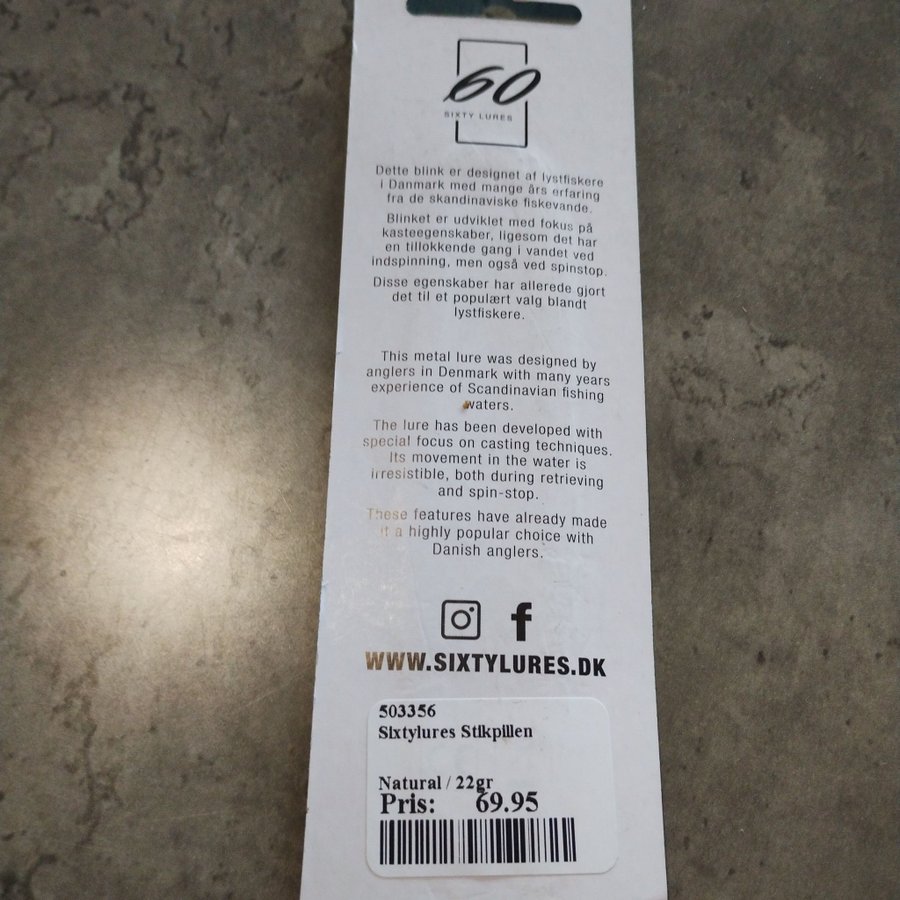 60
SIXTY LURES
Dette blink er designet af lystfiskere
i Danmark med mange års erfaring
fra de skandinaviske fiskevande.
Blinket er udviklet med fokus på
kasteegenskaber, ligesom det har
en tillokkende gang i vandet ved
indspinning, men også ved spinstop.
Disse egenskaber har allerede gjort
det til et populært valg blandt
lystfiskere.
This metal lure was designed by
anglers in Denmark with many years
experience of Scandinavian fishing
waters.
The lure has been developed with
special focus on casting techniques.
Its movement in the water is
irresistible, both during retrieving
and spin-stop.
These features have already made
it a highly popular choice with
Danish anglers.
f
WWW.SIXTYLURES.DK
503356
Sixtylures Stikpillen
Natural / 22gr
Pris: 69.95